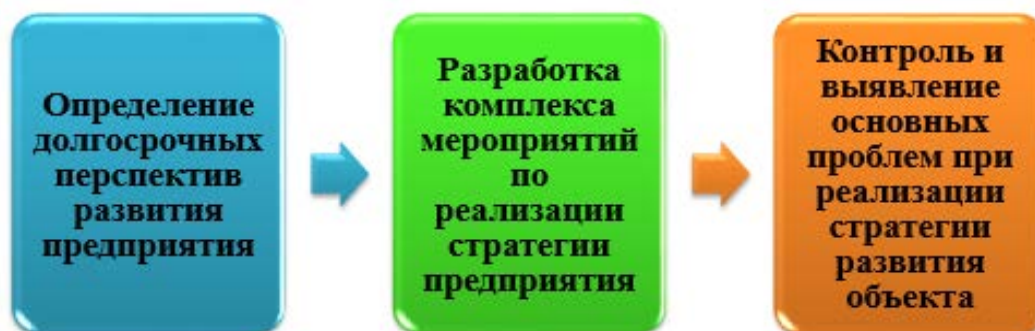 Определение
долгосрочных
перспектив
развития
предприятия
Разработка
комплекса
мероприятий
по
реализации
стратегии
предприятия
Контроль и
выявление
основных
проблем при
реализации
стратегии
развития
объекта